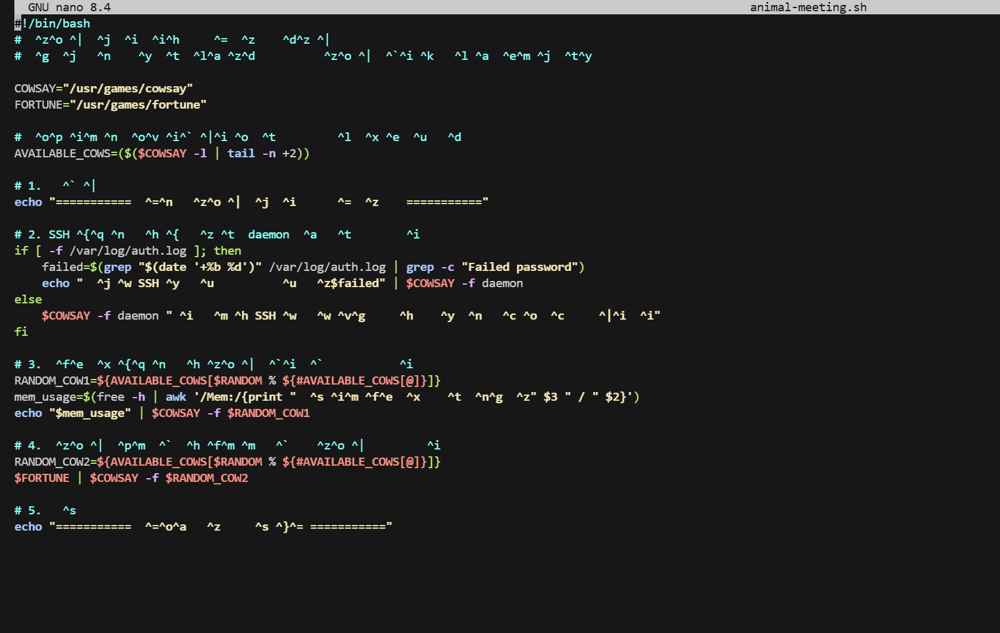 GNU nano 8.4 animal-meeting.sh
#!/bin/bash
#  ^z^o ^|  ^j  ^i  ^i^h     ^=  ^z    ^d^z ^|
#  ^g  ^j   ^n    ^y  ^t  ^l^a ^z^d          ^z^o ^|  ^`^i ^k   ^l ^a  ^e^m ^j  ^t^y
COWSAY="/usr/games/cowsay"
FORTUNE="/usr/games/fortune"
#  ^o^p ^i^m ^n  ^o^v ^i^` ^|^i ^o  ^t         ^l  ^x ^e  ^u   ^d
AVAILABLE_COWS=($($COWSAY -l | tail -n +2))
# 1.   ^` ^|
echo "===========  ^=^n   ^z^o ^|  ^j  ^i      ^=  ^z    ==========="
# 2. SSH ^{^q ^n   ^h ^{   ^z ^t  daemon  ^a   ^t        ^i
if [ -f /var/log/auth.log ]; then
    failed=$(grep "$(date '+%b %d')" /var/log/auth.log | grep -c "Failed password")
    echo "  ^j ^w SSH ^y   ^u          ^u   ^z$failed" | $COWSAY -f daemon
else
    $COWSAY -f daemon " ^i   ^m ^h SSH ^w   ^w ^v^g     ^h    ^y  ^n   ^c ^o  ^c     ^|^i  ^i"
fi
# 3.  ^f^e  ^x ^{^q ^n   ^h ^z^o ^|  ^`^i  ^`           ^i
RANDOM_COW1=${AVAILABLE_COWS[$RANDOM % ${#AVAILABLE_COWS[@]}]}
mem_usage=$(free -h | awk '/Mem:/{print "  ^s ^i^m ^f^e  ^x    ^t  ^n^g  ^z" $3 " / " $2}')
echo "$mem_usage" | $COWSAY -f $RANDOM_COW1
# 4.  ^z^o ^|  ^p^m  ^`  ^h ^f^m ^m   ^`    ^z^o ^|         ^i
RANDOM_COW2=${AVAILABLE_COWS[$RANDOM % ${#AVAILABLE_COWS[@]}]}
$FORTUNE | $COWSAY -f $RANDOM_COW2
# 5.   ^s
echo "===========  ^=^o^a   ^z     ^s ^}^= ==========="